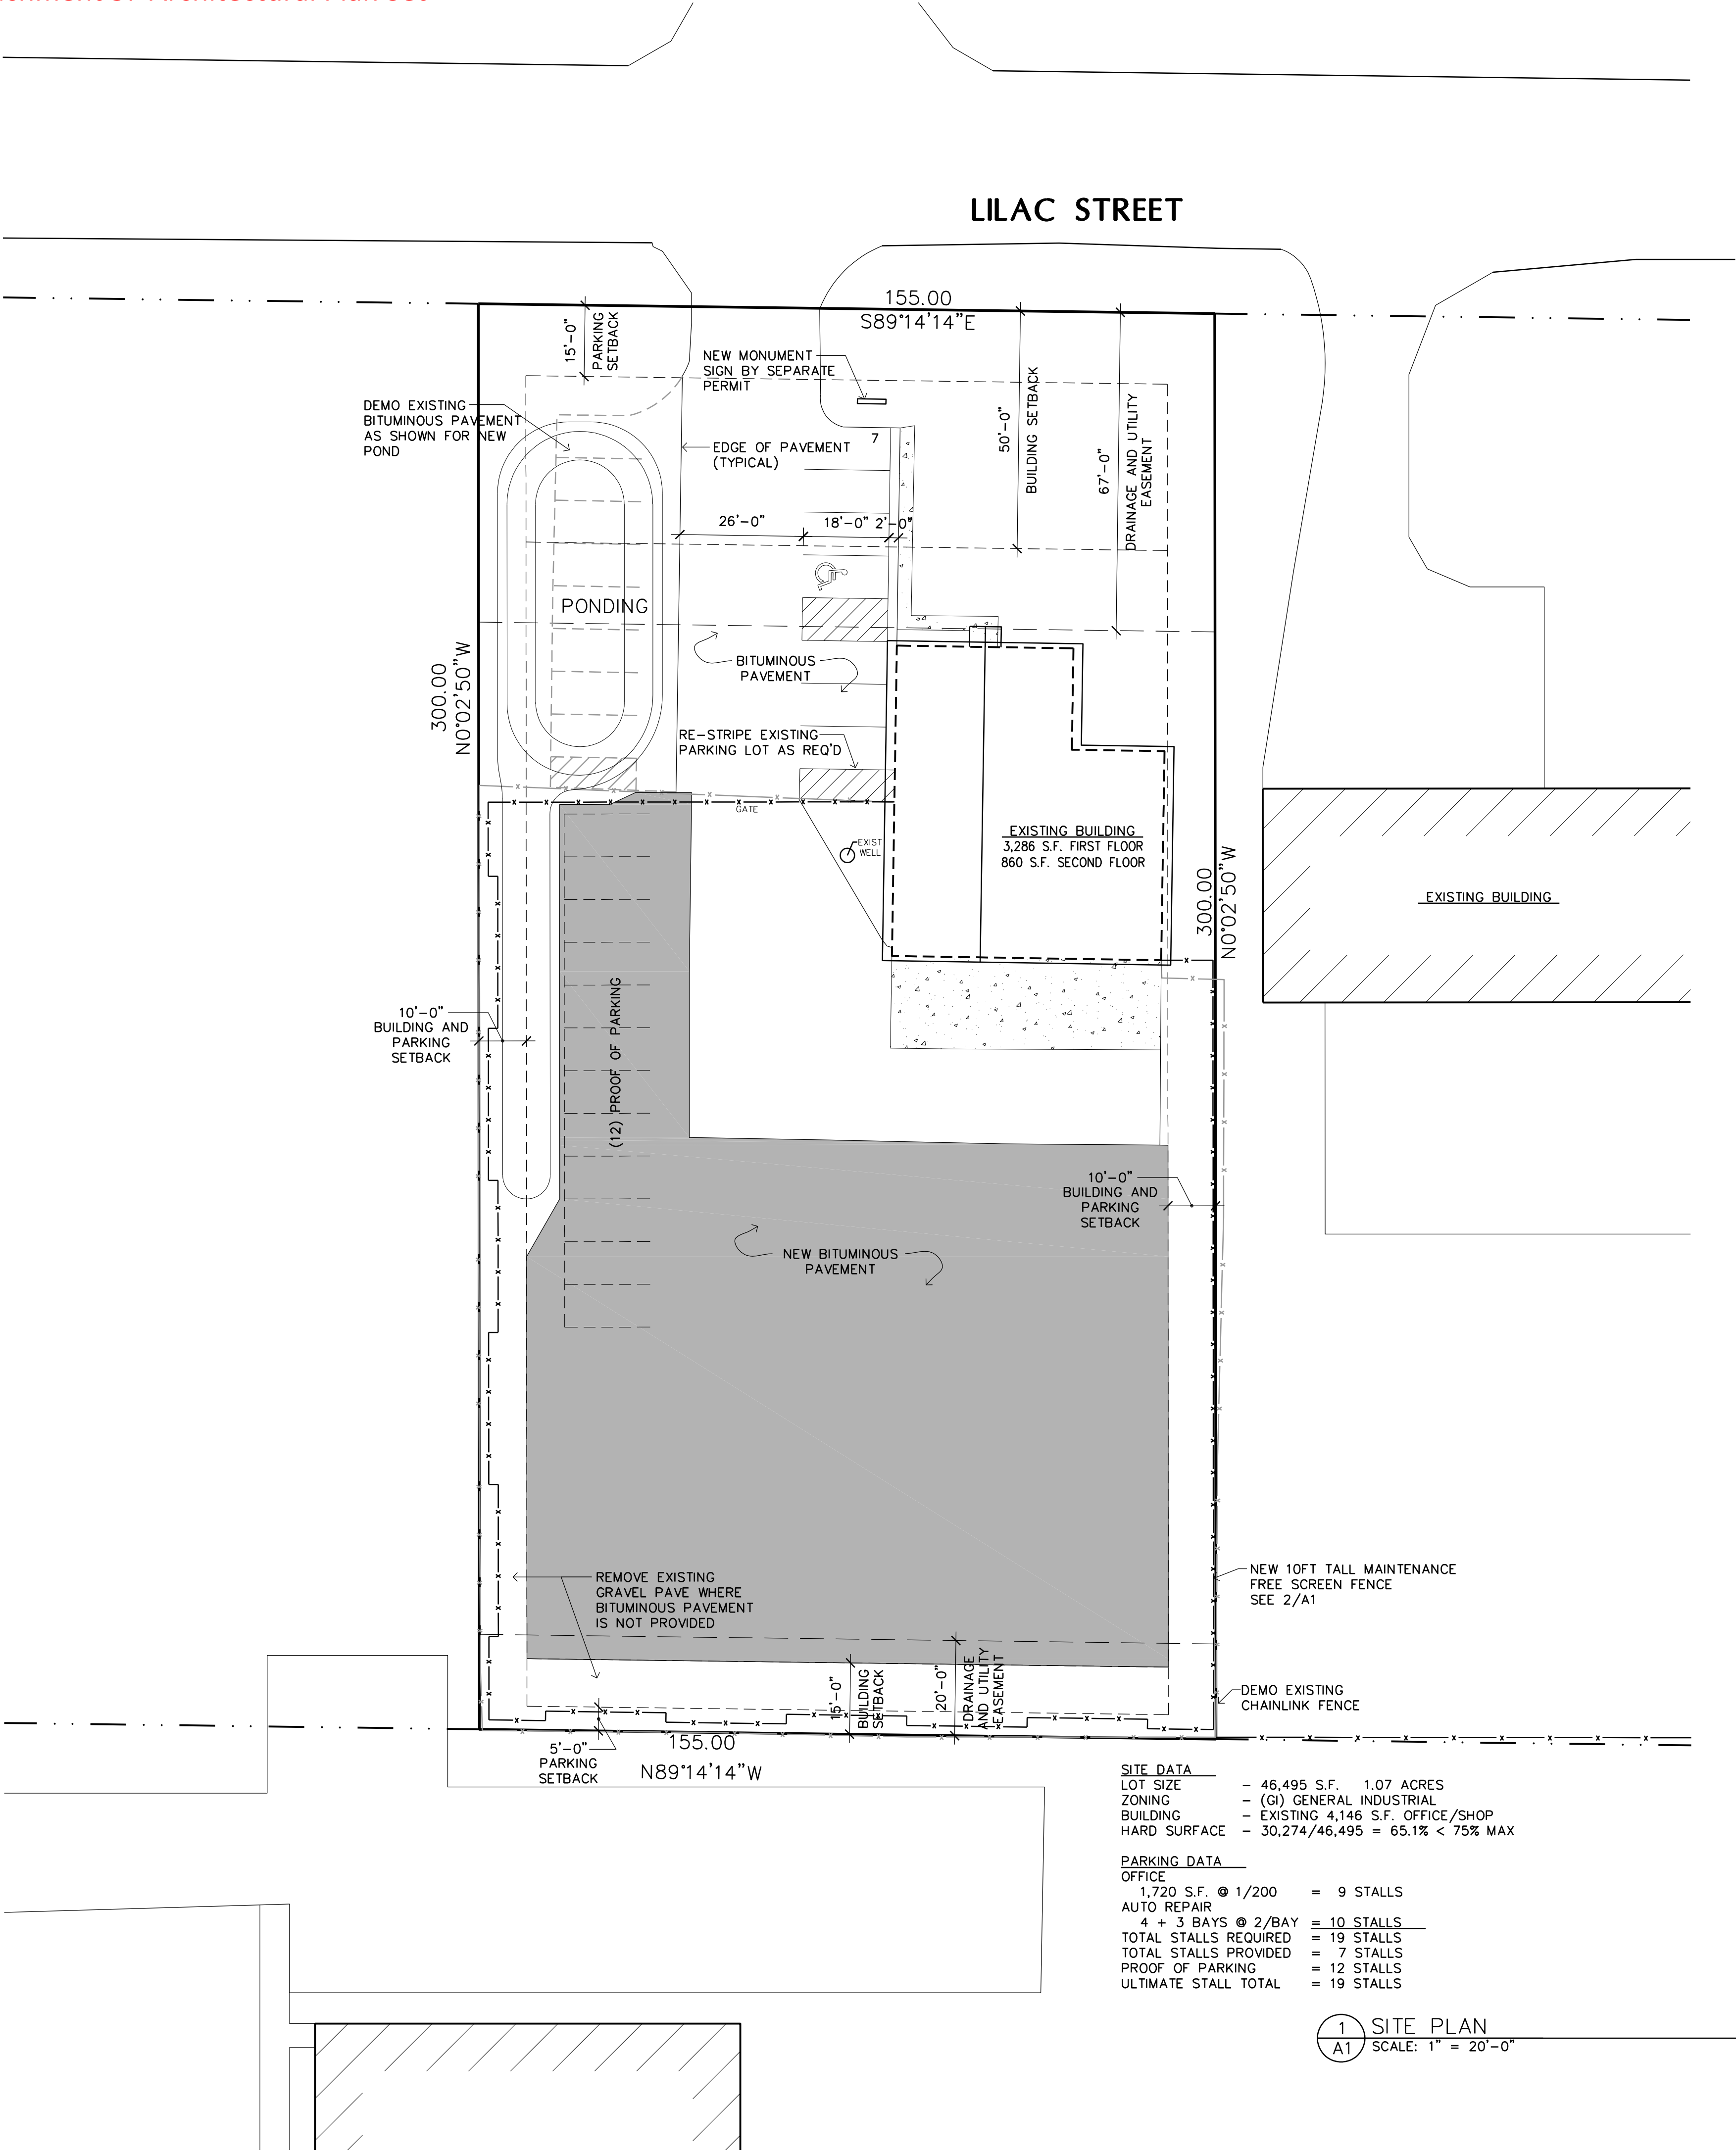 Architectural Plan Set
LILAC STREET
155.00
S89°14'14"E
15'-0"
PARKING
SETBACK
NEW MONUMENT
SIGN BY SEPARATE
PERMIT
DEMO EXISTING
BITUMINOUS PAVEMENT
AS SHOWN FOR NEW
POND
7
EDGE OF PAVEMENT
(TYPICAL)
50'-0"
BUILDING SETBACK
67'-0"
DRAINAGE AND UTILITY
EASEMENT
26'-0"
18'-0"
2'-0"
PONDING
300.00
N0°02'50"W
BITUMINOUS
PAVEMENT
RE-STRIPE EXISTING
PARKING LOT AS REQ'D
GATE
EXIST
WELL
EXISTING BUILDING
3,286 S.F. FIRST FLOOR
860 S.F. SECOND FLOOR
300.00
N0°02'50"W
EXISTING BUILDING
10'-0"
BUILDING AND
PARKING
SETBACK
(12) PROOF OF PARKING
10'-0"
BUILDING AND
PARKING
SETBACK
NEW BITUMINOUS
PAVEMENT
REMOVE EXISTING
GRAVEL PAVE WHERE
BITUMINOUS PAVEMENT
IS NOT PROVIDED
NEW 10FT TALL MAINTENANCE
FREE SCREEN FENCE
SEE 2/A1
15'-0"
BUILDING
SETBACK
20'-0"
DRAINAGE
AND UTILITY
EASEMENT
DEMO EXISTING
CHAINLINK FENCE
5'-0"
PARKING
SETBACK
155.00
N89°14'14"W
SITE DATA
LOT SIZE - 46,495 S.F. 1.07 ACRES
ZONING - (GI) GENERAL INDUSTRIAL
BUILDING - EXISTING 4,146 S.F. OFFICE/SHOP
HARD SURFACE - 30,274/46,495 = 65.1% < 75% MAX
PARKING DATA
OFFICE
1,720 S.F. @ 1/200 = 9 STALLS
AUTO REPAIR
4 + 3 BAYS @ 2/BAY = 10 STALLS
TOTAL STALLS REQUIRED = 19 STALLS
TOTAL STALLS PROVIDED = 7 STALLS
PROOF OF PARKING = 12 STALLS
ULTIMATE STALL TOTAL = 19 STALLS
1
A1
SITE PLAN
SCALE: 1" = 20'-0"